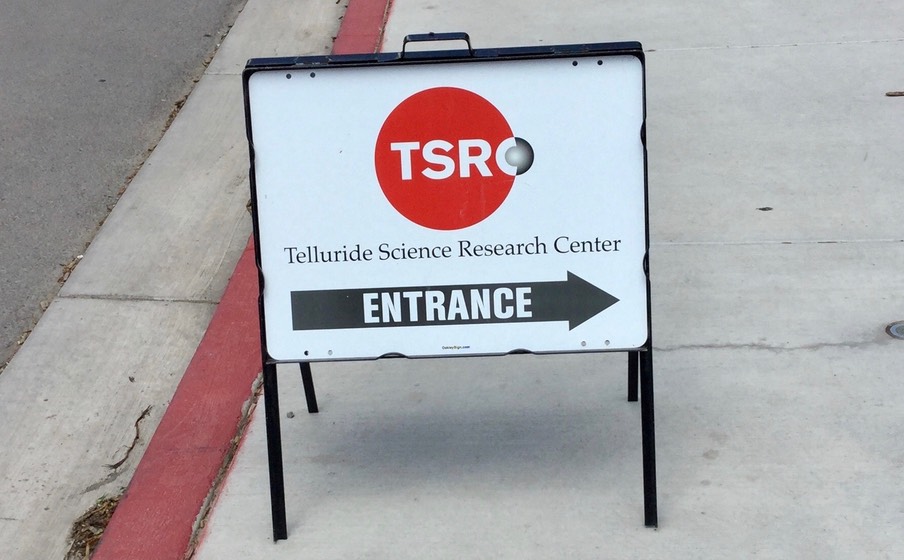 TSRC
Telluride Science Research Center
ENTRANCE